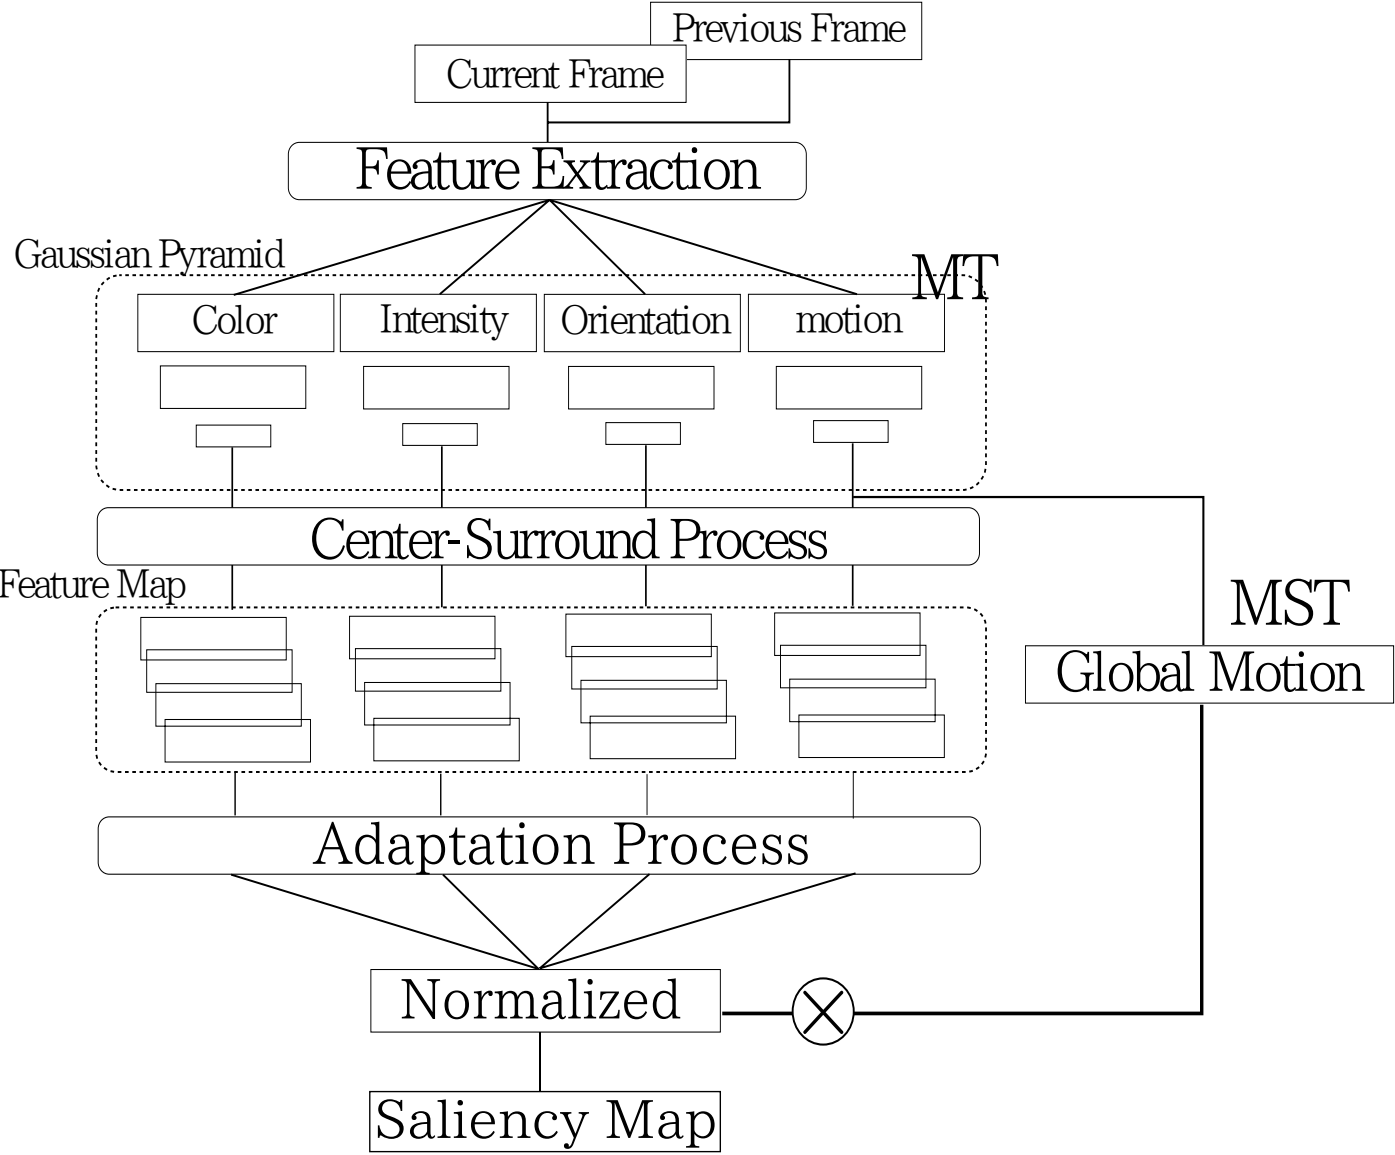 Previous Frame
Current Frame
Feature Extraction
Gaussian Pyramid
MT
Color
Intensity
Orientation
motion
Center-Surround Process
Feature Map
MST
Global Motion
Adaptation Process
Normalized
Saliency Map